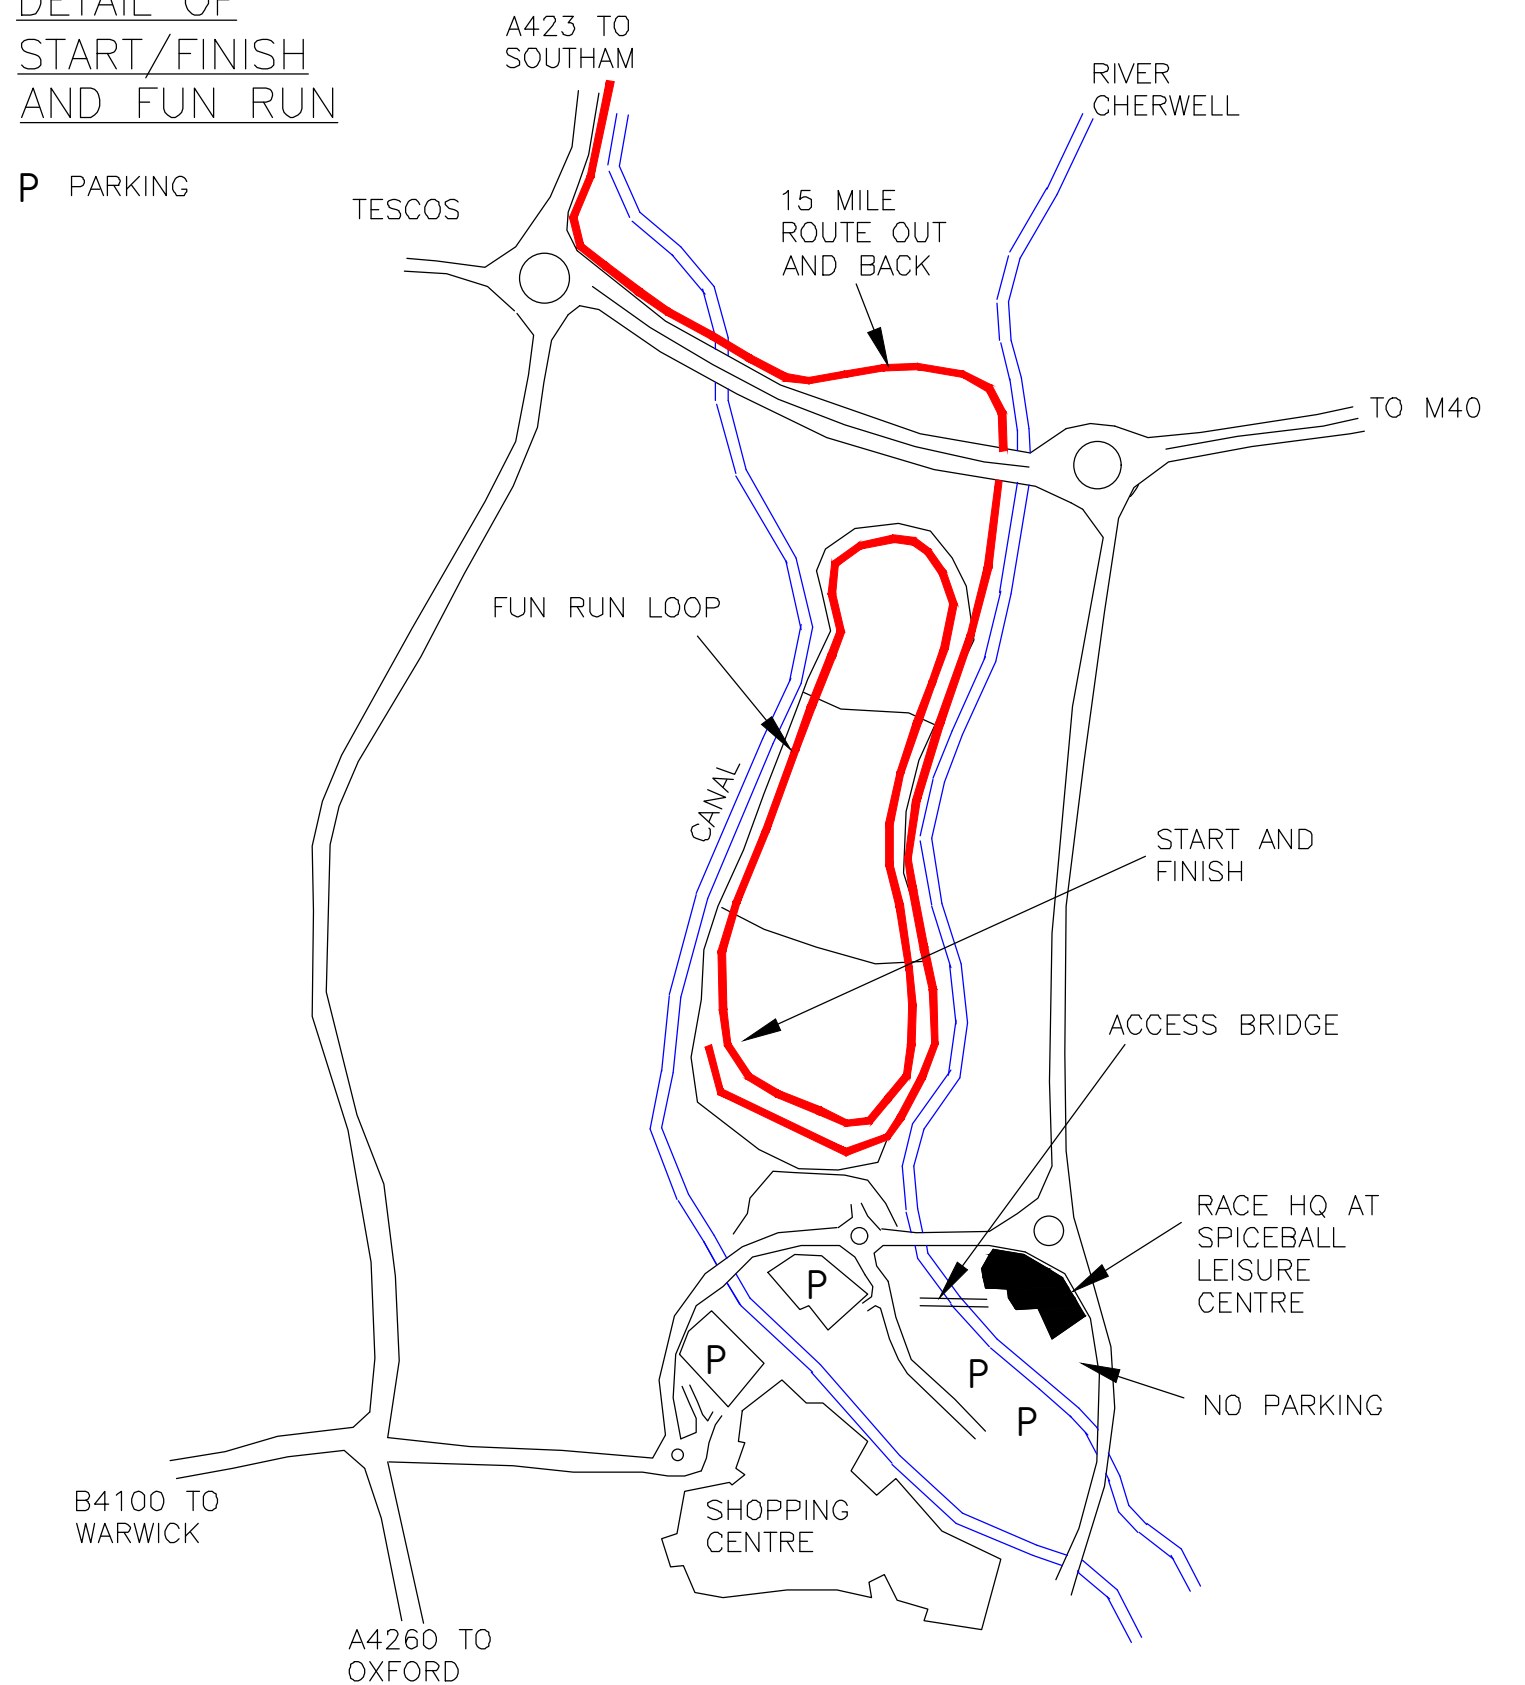 DETAIL OF
START/FINISH
AND FUN RUN
P PARKING
A423 TO
SOUTHAM
RIVER
CHERWELL
TESCOS
15 MILE
ROUTE OUT
AND BACK
TO M40
FUN RUN LOOP
CANAL
START AND
FINISH
ACCESS BRIDGE
RACE HQ AT
SPICEBALL
LEISURE
CENTRE
P
P
P
P
NO PARKING
B4100 TO
WARWICK
SHOPPING
CENTRE
A4260 TO
OXFORD